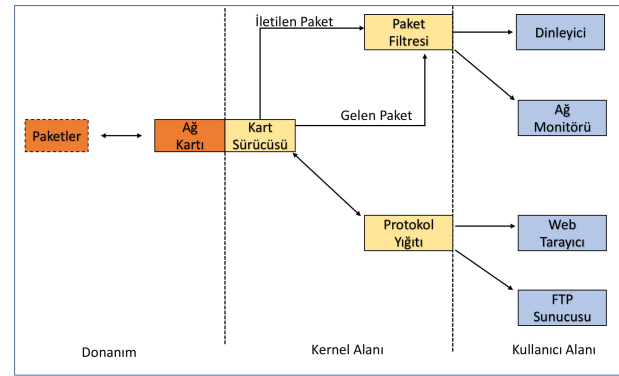 İletilen Paket
Paket
Filtresi
Dinleyici
Gelen Paket
Ağ
Monitörü
Paketler
Ağ
Kartı
Kart
Sürücüsü
Protokol
Yığıtı
Web
Tarayıcı
FTP
Sunucusu
Donanım
Kernel Alanı
Kullanıcı Alanı